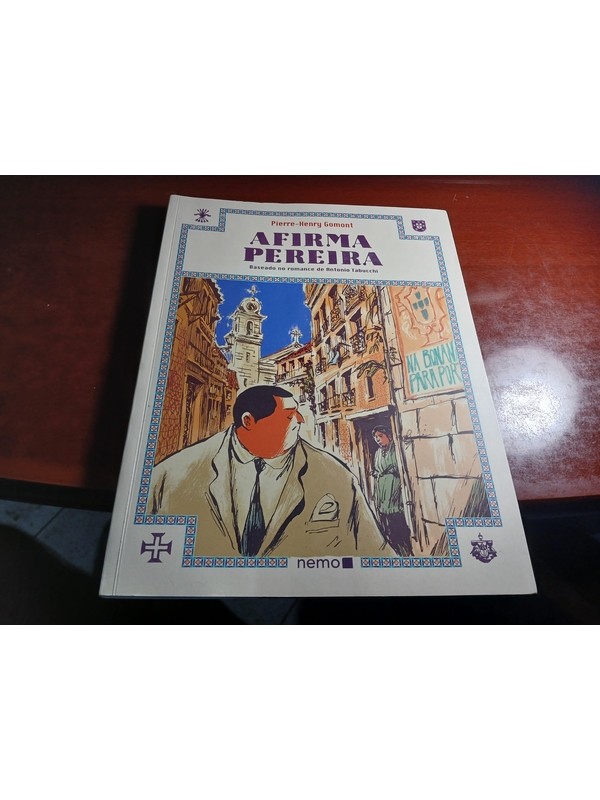 Pierre-Henry Gomont
AFIRMA
PEREIRA
Baseado no romance de Antonio Tabucchi
NA BONAN
PARA POR
nemo